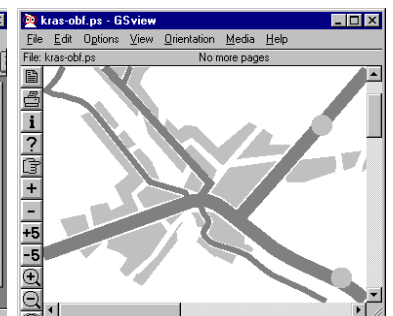 kras-obf.ps - GSview
File Edit Options View Orientation Media Help
File: kras-obf.ps No more pages
i
?
+
-
+5
-5